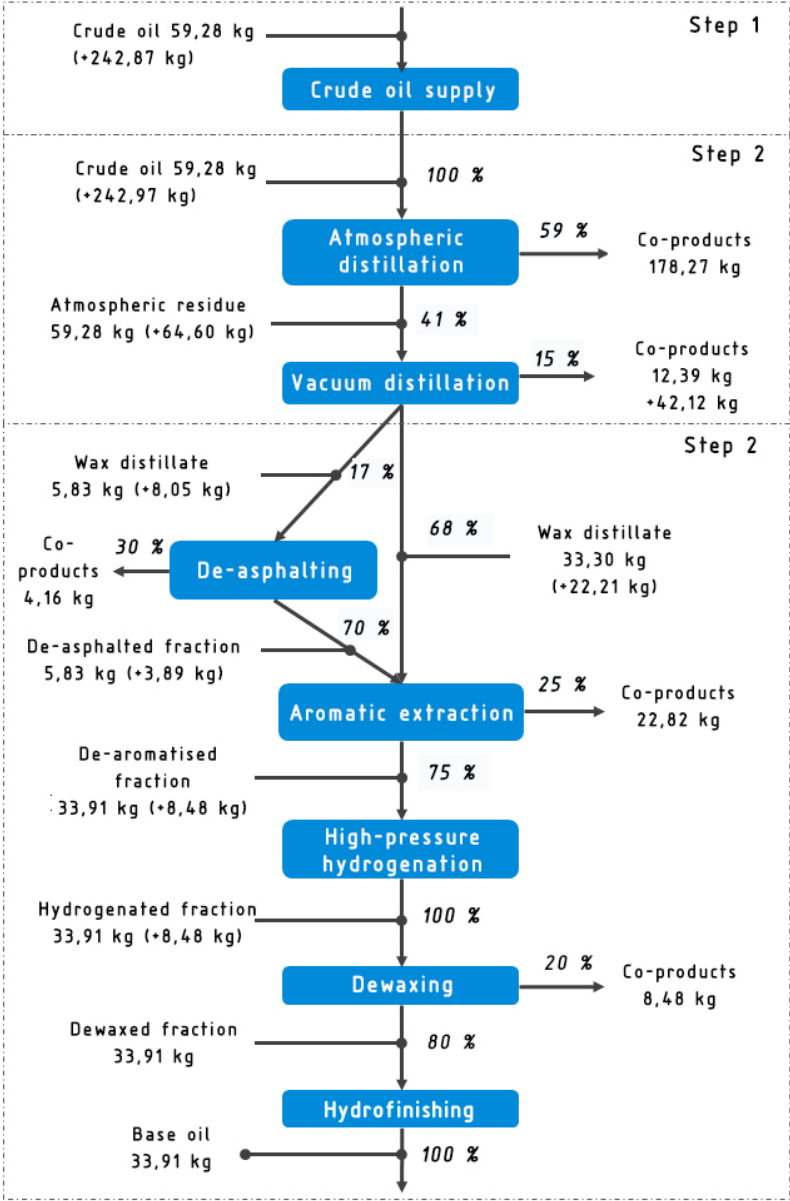 Step 1
Crude oil 59,28 kg
(+242,87 kg)
Crude oil supply
Step 2
Crude oil 59,28 kg
(+242,97 kg)
100 %
Atmospheric
distillation
59 %
Co-products
178,27 kg
Atmospheric residue
59,28 kg (+64,60 kg)
41 %
Vacuum distillation
15 %
Co-products
12,39 kg
+42,12 kg
Step 2
Wax distillate
5,83 kg (+8,05 kg)
17 %
68 %
Wax distillate
33,30 kg
(+22,21 kg)
Co-
products
4,16 kg
30 %
De-asphalting
70 %
De-asphalted fraction
5,83 kg (+3,89 kg)
Aromatic extraction
25 %
Co-products
22,82 kg
De-aromatised
fraction
33,91 kg (+8,48 kg)
75 %
High-pressure
hydrogenation
Hydrogenated fraction
33,91 kg (+8,48 kg)
100 %
Dewaxing
20 %
Co-products
8,48 kg
Dewaxed fraction
33,91 kg
80 %
Hydrofinishing
Base oil
33,91 kg
100 %